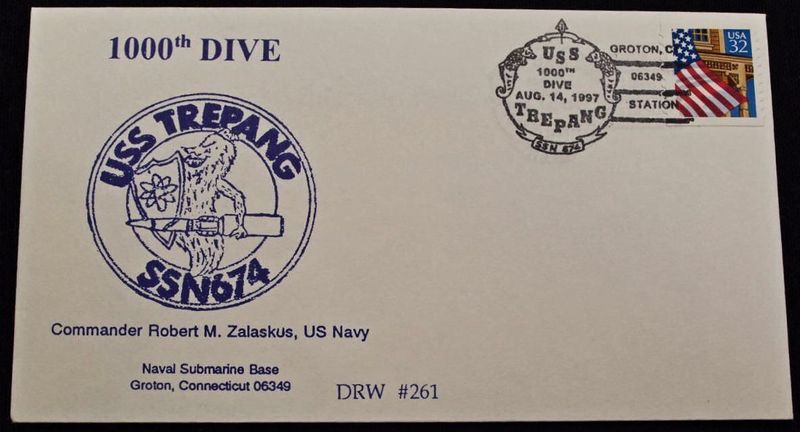 1000th DIVE
USS TREPANG
SSN674
Commander Robert M. Zalaskus, US Navy
Naval Submarine Base
Groton, Connecticut 06349
DRW #261
USS
1000TH
DIVE
AUG. 14, 1997
TREPANG
SSN 674
GROTON, CT
06349
STATION
USA
32